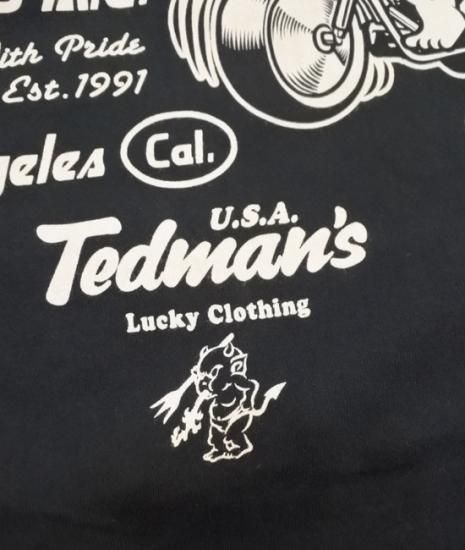 ith Pride
Est.1991
geles Cal.
U.S.A.
Tedman's
Lucky Clothing